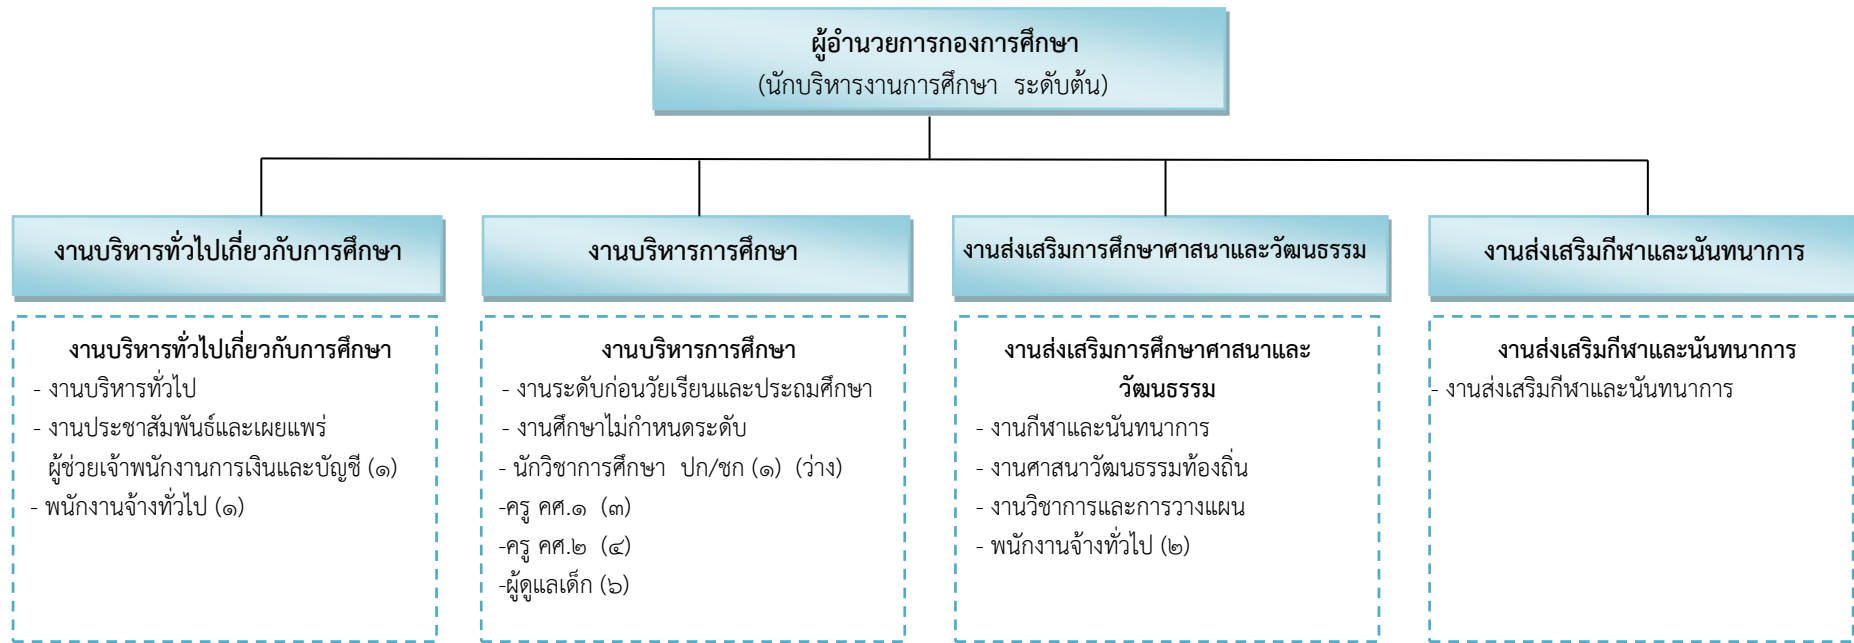 ผู้อำนวยการกองการศึกษา
(นักบริหารงานการศึกษา ระดับต้น)
งานบริหารทั่วไปเกี่ยวกับการศึกษา
งานบริหารการศึกษา
งานส่งเสริมการศึกษาศาสนาและวัฒนธรรม
งานส่งเสริมกีฬาและนันทนาการ
งานบริหารทั่วไปเกี่ยวกับการศึกษา
- งานบริหารทั่วไป
- งานประชาสัมพันธ์และเผยแพร่
ผู้ช่วยเจ้าพนักงานการเงินและบัญชี (๑)
- พนักงานจ้างทั่วไป (๑)
งานบริหารการศึกษา
- งานระดับก่อนวัยเรียนและประถมศึกษา
- งานศึกษาไม่กำหนดระดับ
- นักวิชาการศึกษา ปก/ชก (๑) (ว่าง)
-ครู คศ.๑ (๓)
-ครู คศ.๒ (๔)
-ผู้ดูแลเด็ก (๖)
งานส่งเสริมการศึกษาศาสนาและ
วัฒนธรรม
- งานกีฬาและนันทนาการ
- งานศาสนาวัฒนธรรมท้องถิ่น
- งานวิชาการและการวางแผน
- พนักงานจ้างทั่วไป (๒)
งานส่งเสริมกีฬาและนันทนาการ
- งานส่งเสริมกีฬาและนันทนาการ